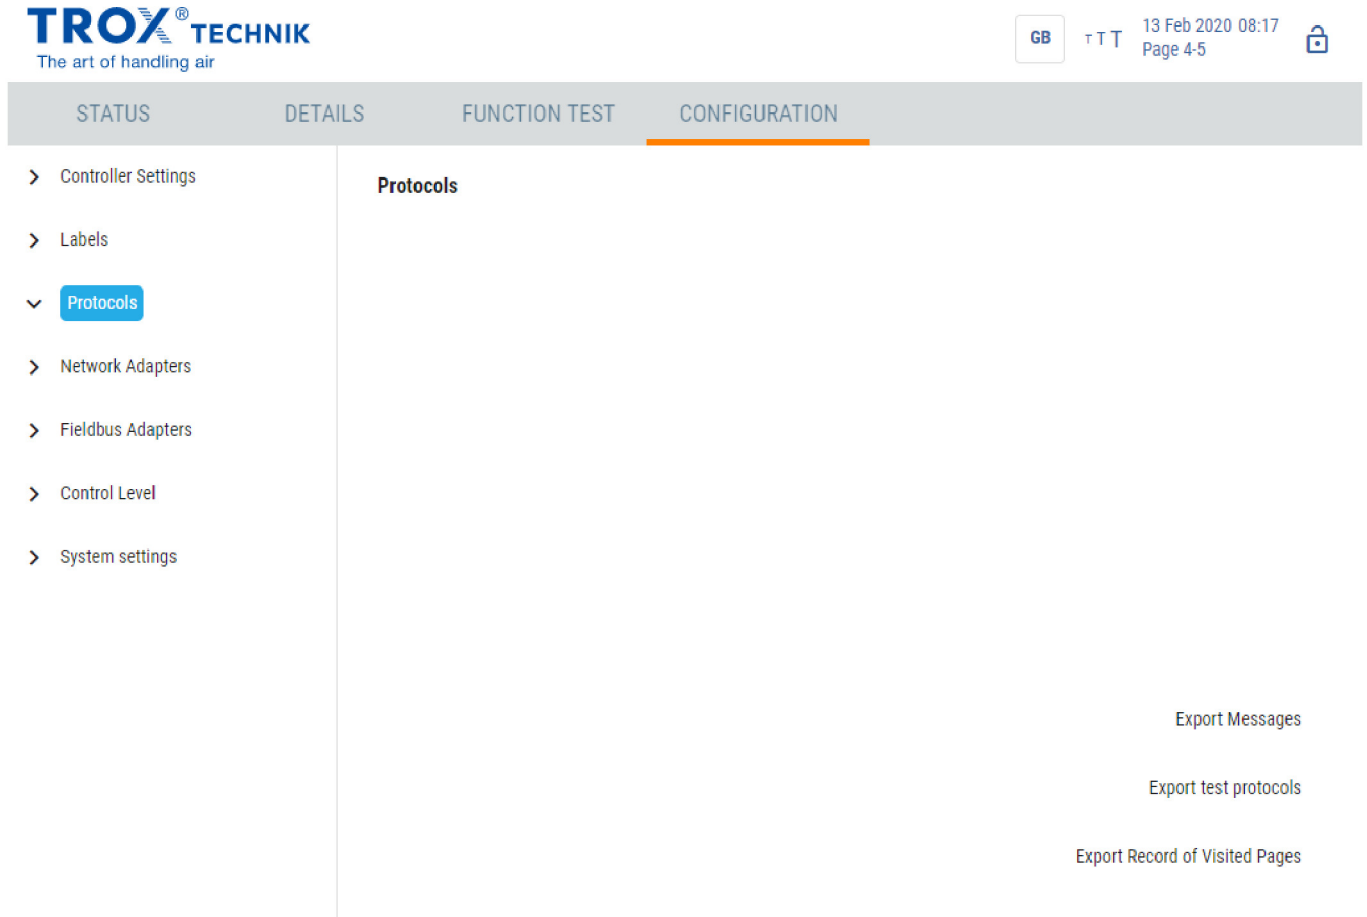 TROX® TECHNIK
The art of handling air
GB
T T T
13 Feb 2020 08:17
Page 4-5
STATUS
DETAILS
FUNCTION TEST
CONFIGURATION
Controller Settings
Labels
Protocols
Network Adapters
Fieldbus Adapters
Control Level
System settings
Protocols
Export Messages
Export test protocols
Export Record of Visited Pages